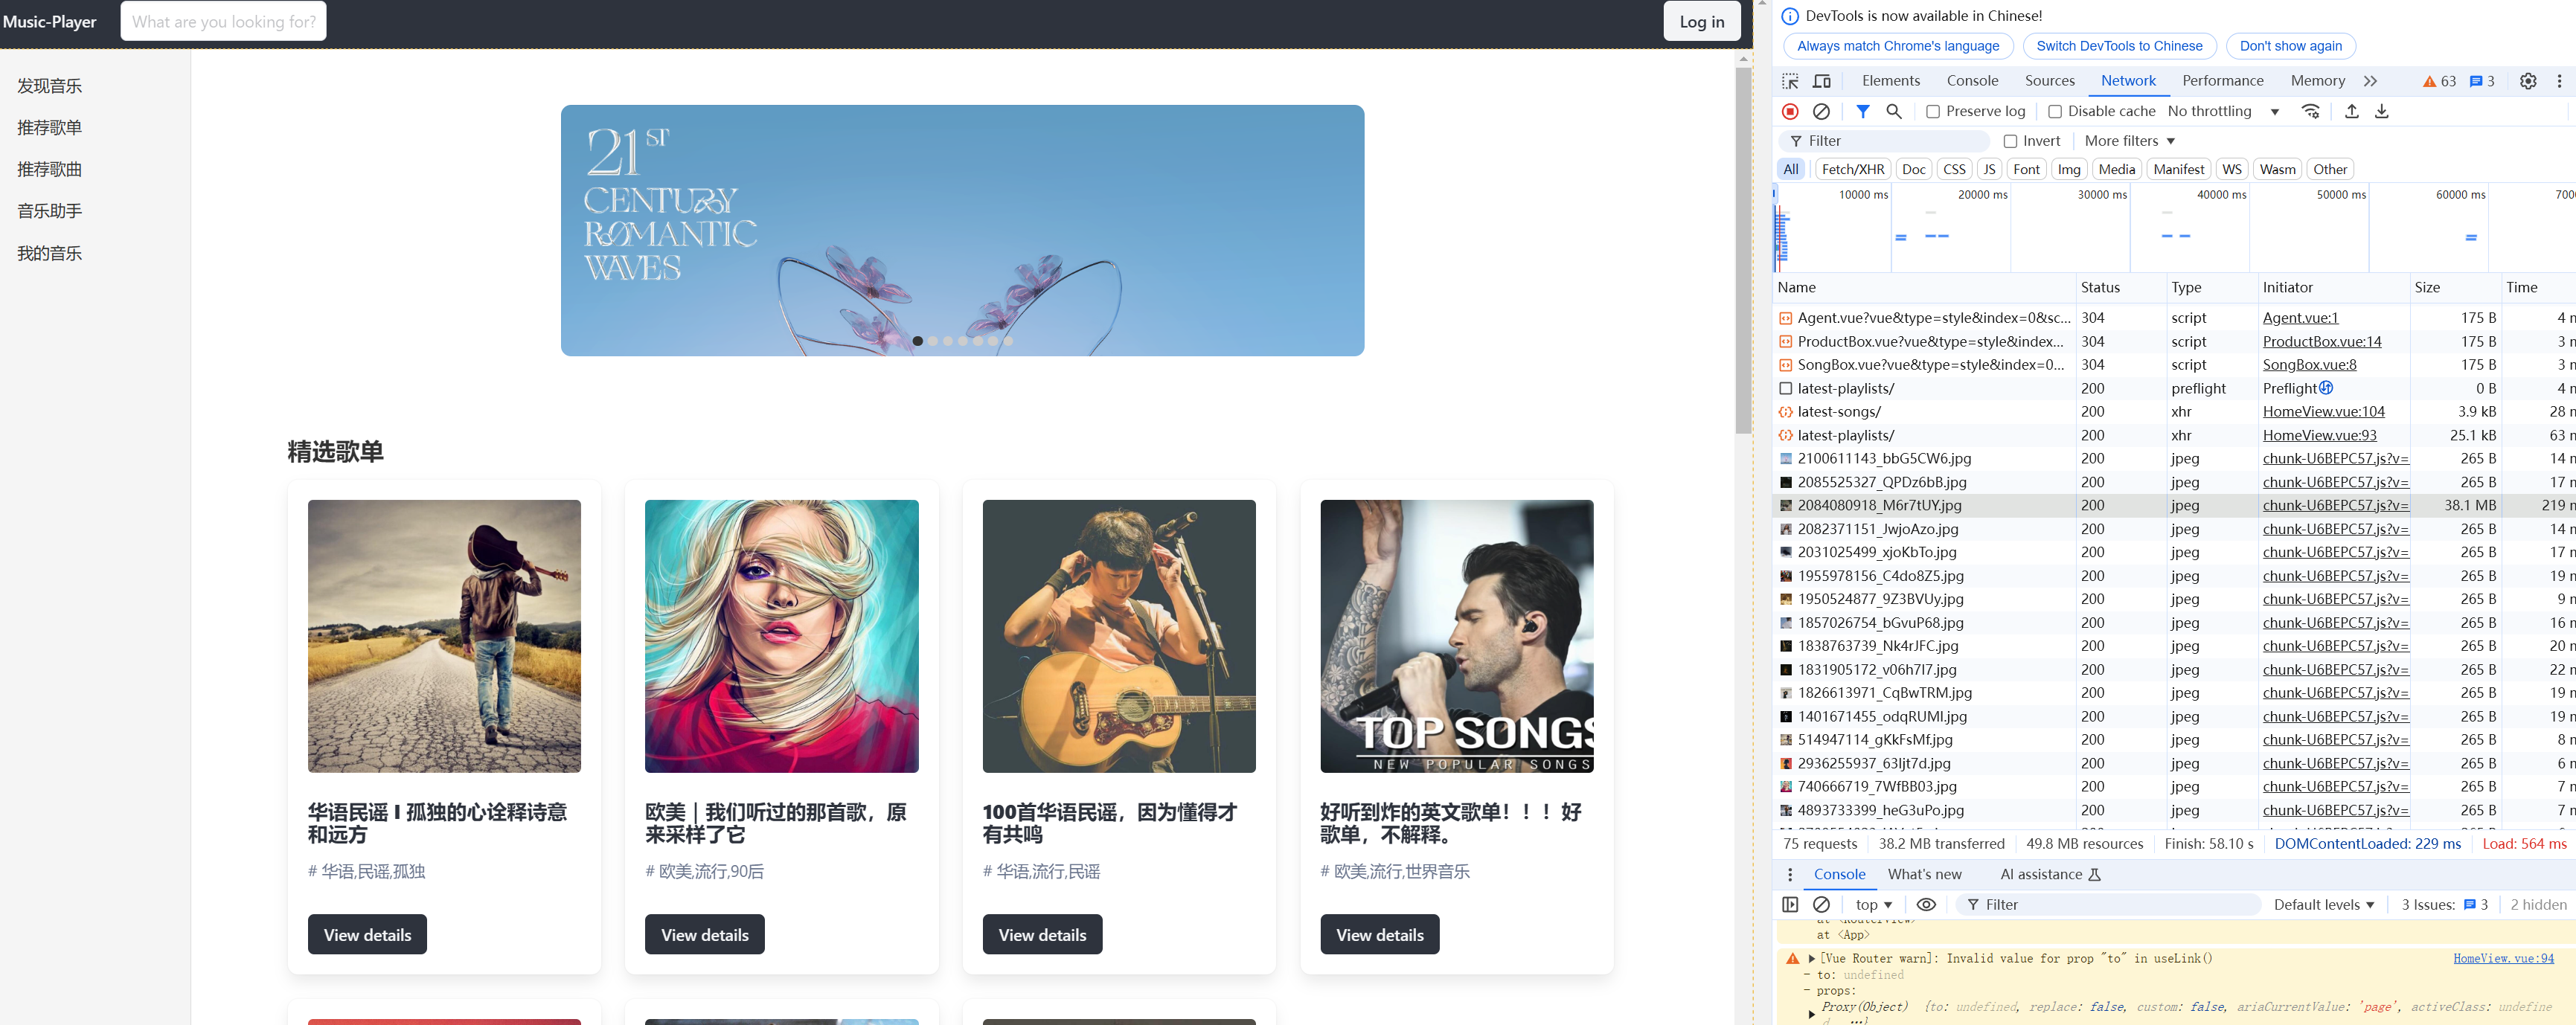 Music-Player
What are you looking for?
Log in
发现音乐
推荐歌单
推荐歌曲
音乐助手
我的音乐
21ST
CENTURY
ROMANTIC
WAVES
精选歌单
TOP SONGS
NEW POPULAR SONGS
华语民谣 I 孤独的心诠释诗意
和远方
# 华语,民谣,孤独
View details
欧美｜我们听过的那首歌，原
来采样了它
# 欧美,流行,90后
View details
100首华语民谣，因为懂得才
有共鸣
# 华语,流行,民谣
View details
好听到炸的英文歌单！！！好
歌单，不解释。
# 欧美,流行,世界音乐
View details
DevTools is now available in Chinese!
Always match Chrome's language Switch DevTools to Chinese Don't show again
Elements Console Sources Network Performance Memory 63 3
Preserve log Disable cache No throttling
Filter Invert More filters
All Fetch/XHR Doc CSS JS Font Img Media Manifest WS Wasm Other
10000 ms 20000 ms 30000 ms 40000 ms 50000 ms 60000 ms
Name Status Type Initiator Size Time
Agent.vue?vue&type=style&index=0&sc... 304 script Agent.vue:1 175 B 4
ProductBox.vue?vue&type=style&index... 304 script ProductBox.vue:14 175 B 3
SongBox.vue?vue&type=style&index=0... 304 script SongBox.vue:8 175 B 3
latest-playlists/ 200 preflight Preflight 0 B 4
latest-songs/ 200 xhr HomeView.vue:104 3.9 kB 28
latest-playlists/ 200 xhr HomeView.vue:93 25.1 kB 63
2100611143_bbG5CW6.jpg 200 jpeg chunk-U6BEPC57.js?v= 265 B 14
2085525327_QPDz6bB.jpg 200 jpeg chunk-U6BEPC57.js?v= 265 B 17
2084080918_M6r7tUY.jpg 200 jpeg chunk-U6BEPC57.js?v= 38.1 MB 219
2082371151_JwjoAzo.jpg 200 jpeg chunk-U6BEPC57.js?v= 265 B 14
2031025499_xjoKbTo.jpg 200 jpeg chunk-U6BEPC57.js?v= 265 B 17
1955978156_C4do8Z5.jpg 200 jpeg chunk-U6BEPC57.js?v= 265 B 19
1950524877_9Z3BVUy.jpg 200 jpeg chunk-U6BEPC57.js?v= 265 B 9
1857026754_bGvuP68.jpg 200 jpeg chunk-U6BEPC57.js?v= 265 B 16
1838763739_Nk4rJFC.jpg 200 jpeg chunk-U6BEPC57.js?v= 265 B 20
1831905172_v06h7I7.jpg 200 jpeg chunk-U6BEPC57.js?v= 265 B 22
1826613971_CqBwTRM.jpg 200 jpeg chunk-U6BEPC57.js?v= 265 B 19
1401671455_odqRUMI.jpg 200 jpeg chunk-U6BEPC57.js?v= 265 B 19
514947114_gKkFsMf.jpg 200 jpeg chunk-U6BEPC57.js?v= 265 B 8
2936255937_63Ijt7d.jpg 200 jpeg chunk-U6BEPC57.js?v= 265 B 6
740666719_7WfBB03.jpg 200 jpeg chunk-U6BEPC57.js?v= 265 B 7
4893733399_heG3uPo.jpg 200 jpeg chunk-U6BEPC57.js?v= 265 B 7
75 requests 38.2 MB transferred 49.8 MB resources Finish: 58.10 s DOMContentLoaded: 229 ms Load: 564 ms
Console What's new AI assistance
top Filter Default levels 3 Issues: 3 2 hidden
at <RouterView>
at <App>
[Vue Router warn]: Invalid value for prop "to" in useLink() HomeView.vue:94
- to: undefined
- props:
Proxy(Object) {to: undefined, replace: false, custom: false, ariaCurrentValue: 'page', activeClass: undefine
d, …}